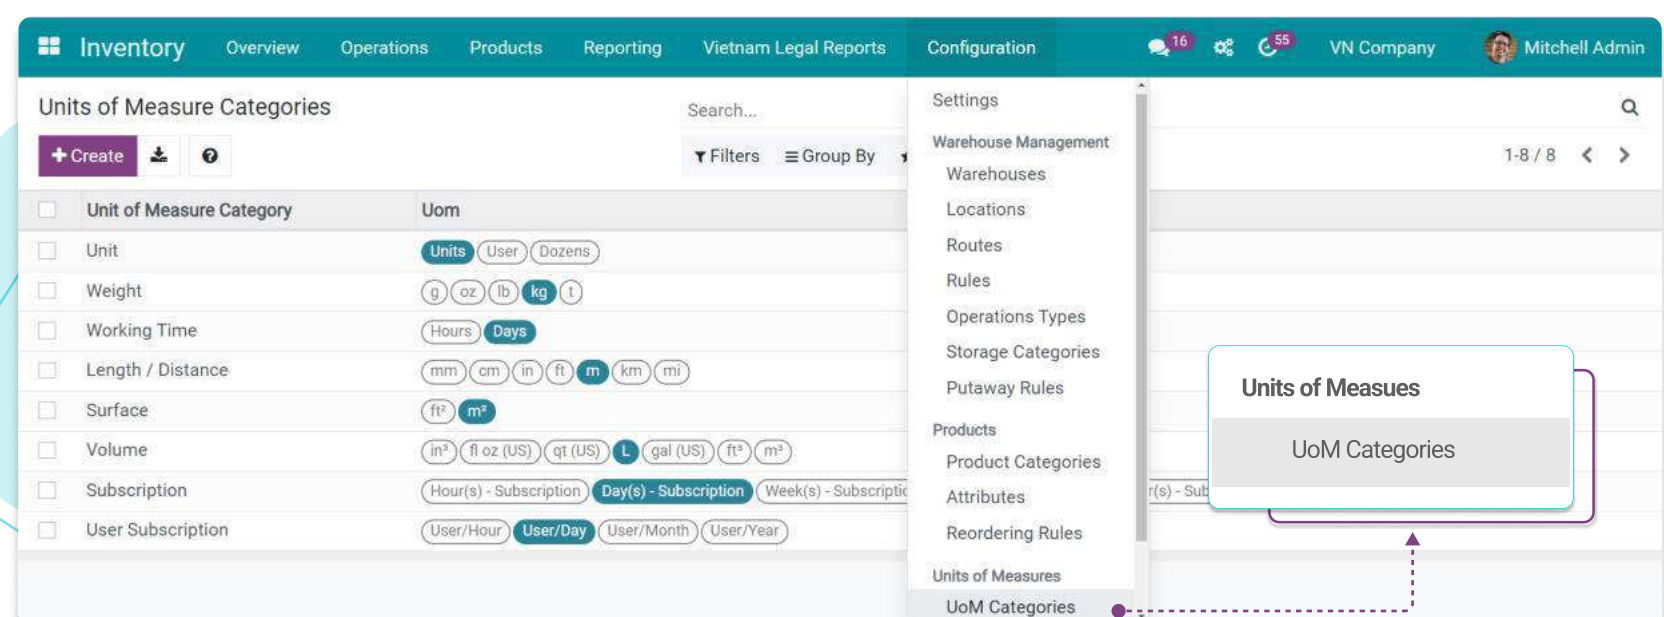 Inventory Overview Operations Products Reporting Vietnam Legal Reports Configuration 16 55 VN Company Mitchell Admin
Units of Measure Categories
Search...
Create
Filters Group By
1-8 / 8
Unit of Measure Category Uom
Unit Units User Dozens
Weight g oz lb kg t
Working Time Hours Days
Length / Distance mm cm in ft m km mi
Surface ft² m²
Volume in³ fl oz (US) qt (US) L gal (US) ft³ m³
Subscription Hour(s) - Subscription Day(s) - Subscription Week(s) - Subscriptio r(s) - Sub
User Subscription User/Hour User/Day User/Month User/Year
Settings
Warehouse Management
Warehouses
Locations
Routes
Rules
Operations Types
Storage Categories
Putaway Rules
Products
Product Categories
Attributes
Reordering Rules
Units of Measures
UoM Categories
Units of Measues
UoM Categories